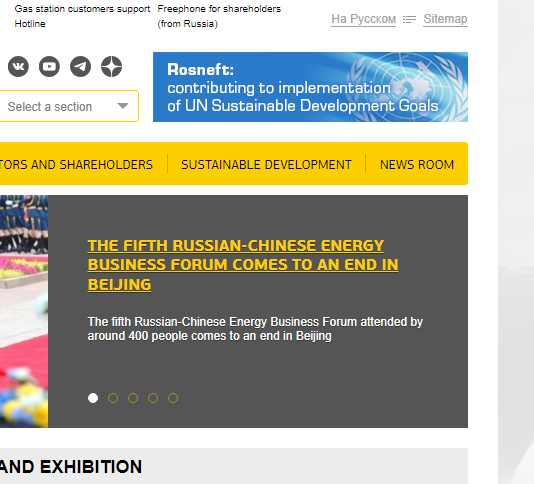 Gas station customers support Freephone for shareholders
Hotline (from Russia)
На Русском Sitemap
Rosneft:
contributing to implementation
of UN Sustainable Development Goals
Select a section
TORS AND SHAREHOLDERS SUSTAINABLE DEVELOPMENT NEWS ROOM
THE FIFTH RUSSIAN-CHINESE ENERGY
BUSINESS FORUM COMES TO AN END IN
BEIJING
The fifth Russian-Chinese Energy Business Forum attended by
around 400 people comes to an end in Beijing
AND EXHIBITION